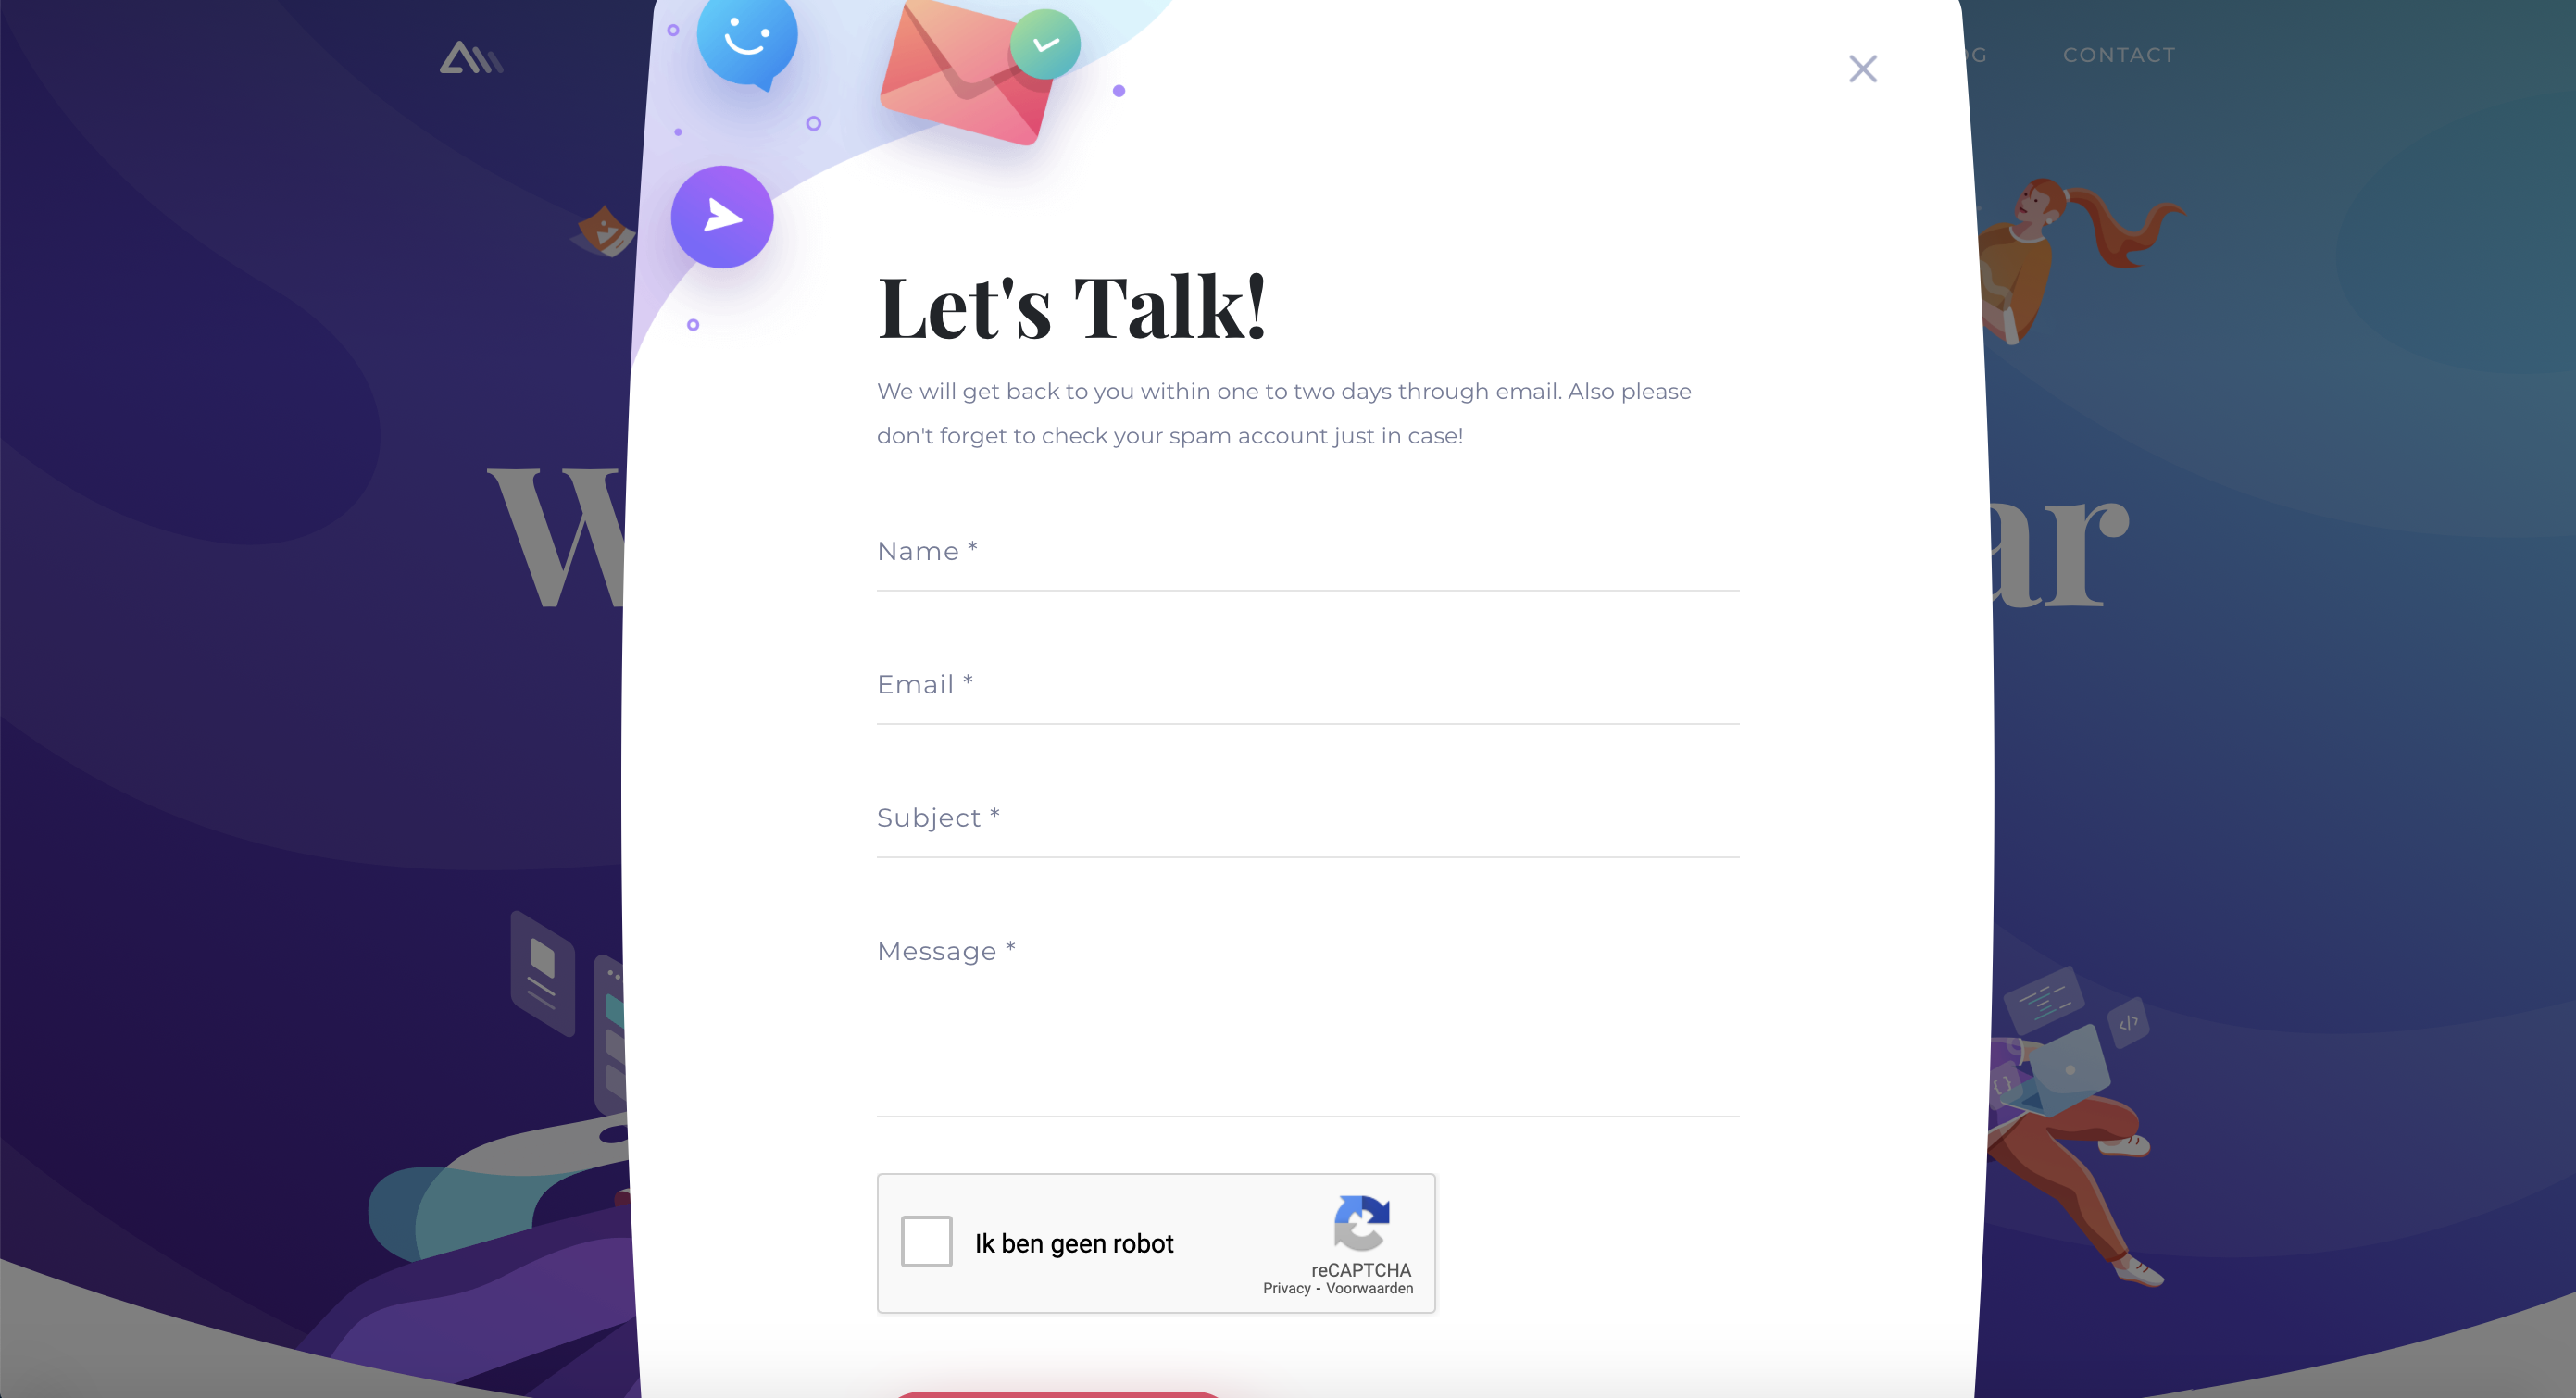 CONTACT
Let's Talk!
We will get back to you within one to two days through email. Also please
don't forget to check your spam account just in case!
Name *
Email *
Subject *
Message *
Ik ben geen robot
reCAPTCHA
Privacy - Voorwaarden